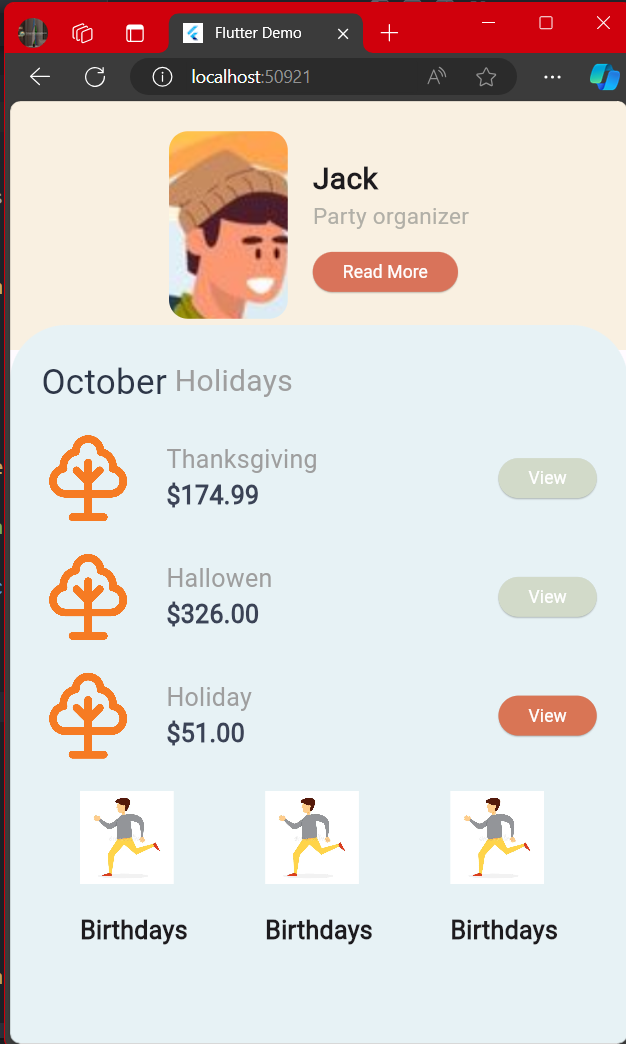 Flutter Demo
localhost:50921
Jack
Party organizer
Read More
October Holidays
Thanksgiving
$174.99
View
Hallowen
$326.00
View
Holiday
$51.00
View
Birthdays Birthdays Birthdays